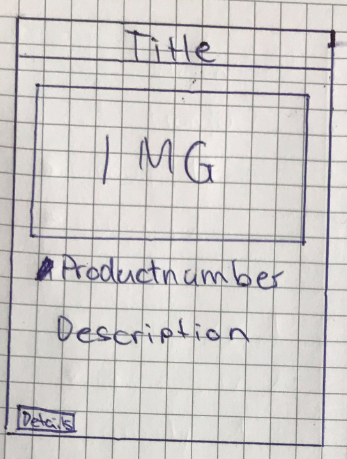 Title
IMG
Productnumber
Description
Details